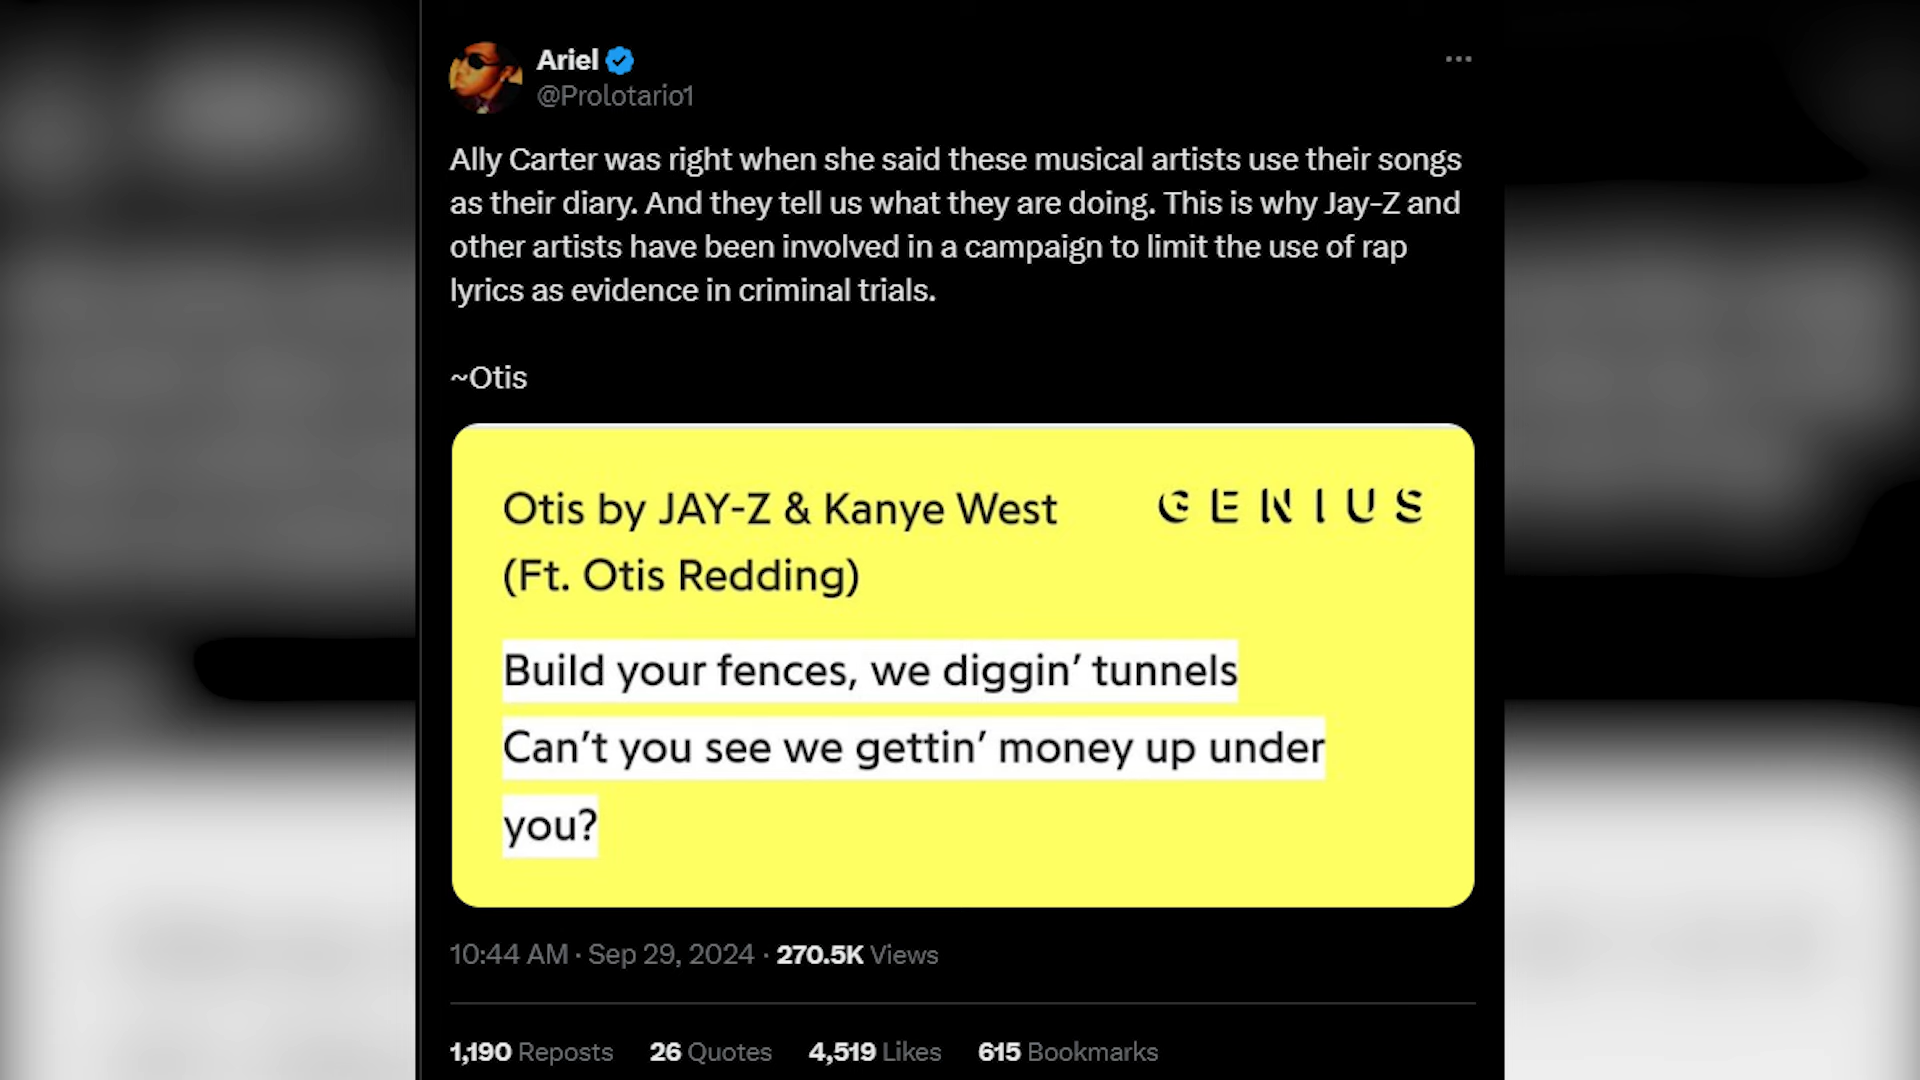 Ariel
@Prolotario1
Ally Carter was right when she said these musical artists use their songs
as their diary. And they tell us what they are doing. This is why Jay-Z and
other artists have been involved in a campaign to limit the use of rap
lyrics as evidence in criminal trials.
~Otis
Otis by JAY-Z & Kanye West
GENIUS
(Ft. Otis Redding)
Build your fences, we diggin’ tunnels
Can’t you see we gettin’ money up under
you?
10:44 AM · Sep 29, 2024 · 270.5K Views
1,190 Reposts 26 Quotes 4,519 Likes 615 Bookmarks